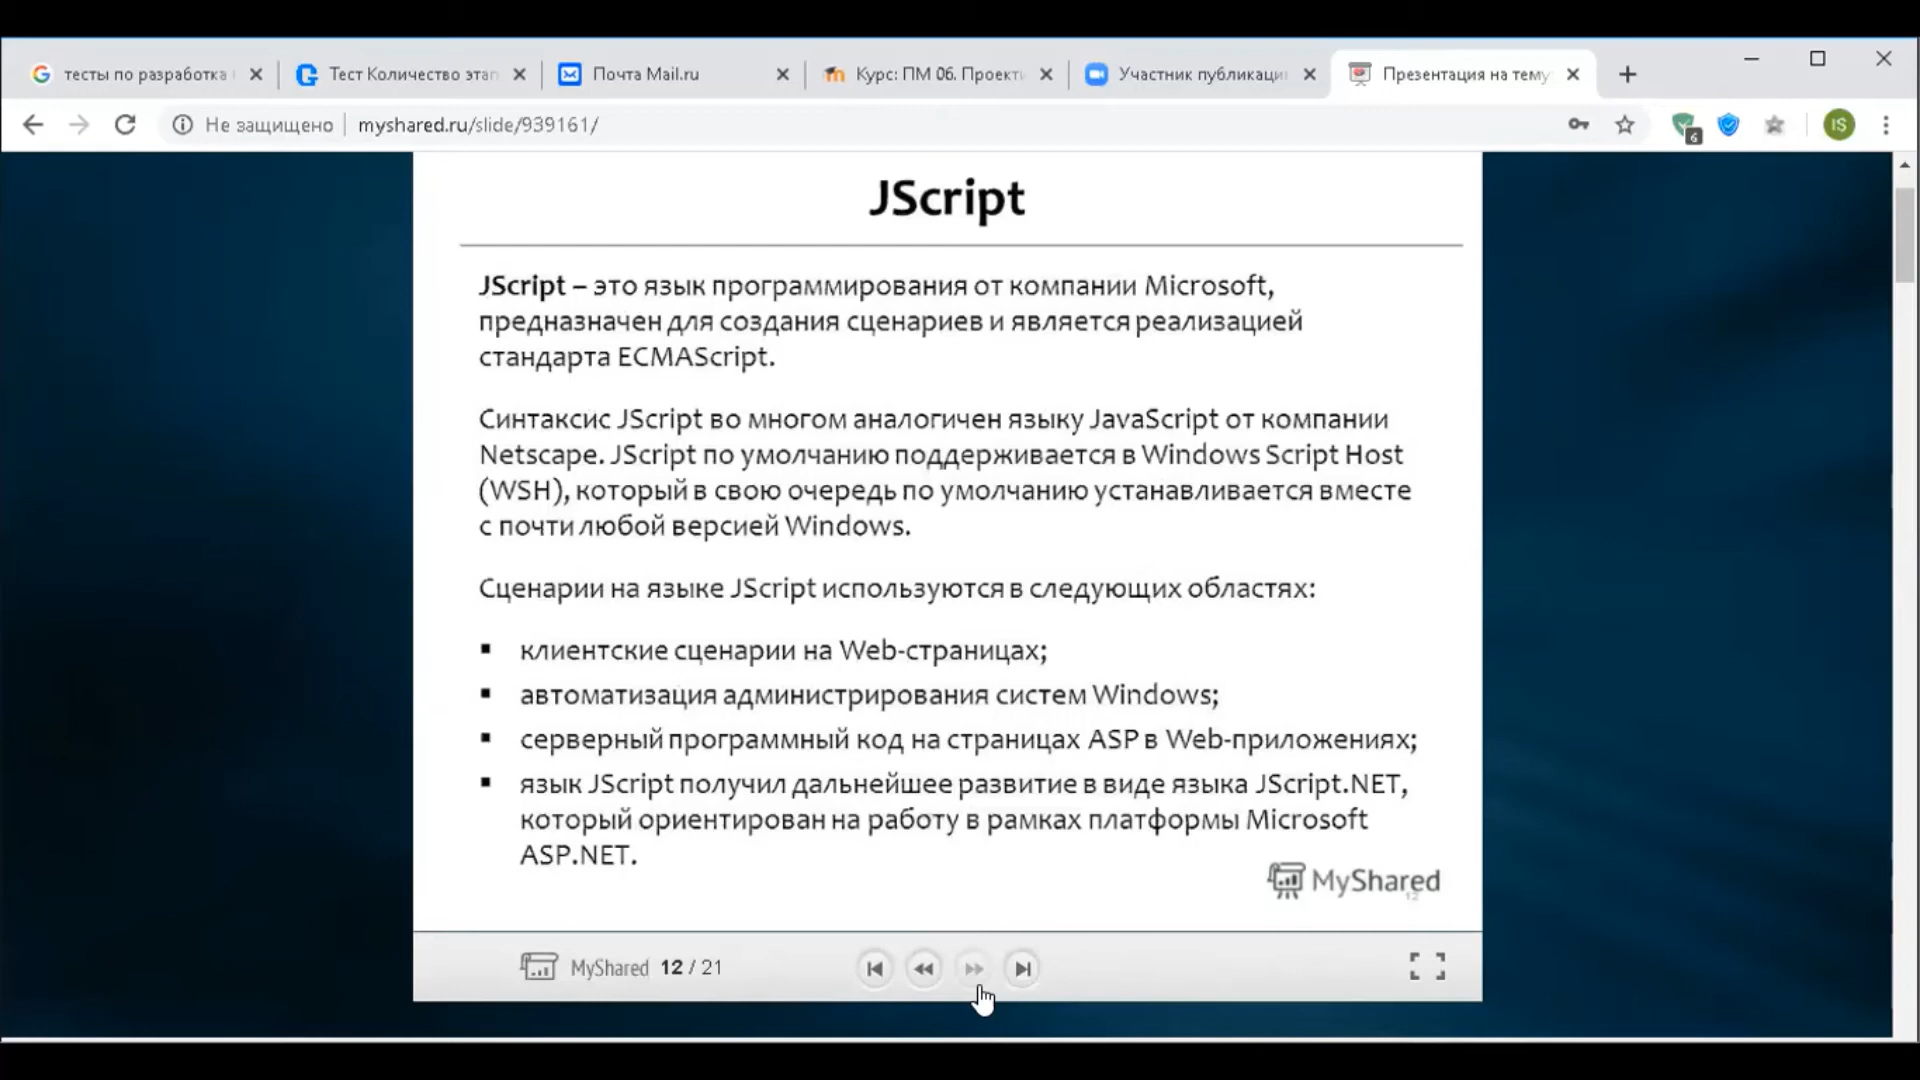 тесты по разработка
Тест Количество этап
Почта Mail.ru
Курс: ПМ 06. Проекти
Участник публикаци
Презентация на тему
Не защищено
myshared.ru/slide/939161/
6
IS
JScript
JScript – это язык программирования от компании Microsoft,
предназначен для создания сценариев и является реализацией
стандарта ECMAScript.
Синтаксис JScript во многом аналогичен языку JavaScript от компании
Netscape. JScript по умолчанию поддерживается в Windows Script Host
(WSH), который в свою очередь по умолчанию устанавливается вместе
с почти любой версией Windows.
Сценарии на языке JScript используются в следующих областях:
▪ клиентские сценарии на Web-страницах;
▪ автоматизация администрирования систем Windows;
▪ серверный программный код на страницах ASP в Web-приложениях;
▪ язык JScript получил дальнейшее развитие в виде языка JScript.NET,
который ориентирован на работу в рамках платформы Microsoft
ASP.NET.
MyShared
12
MyShared 12 / 21